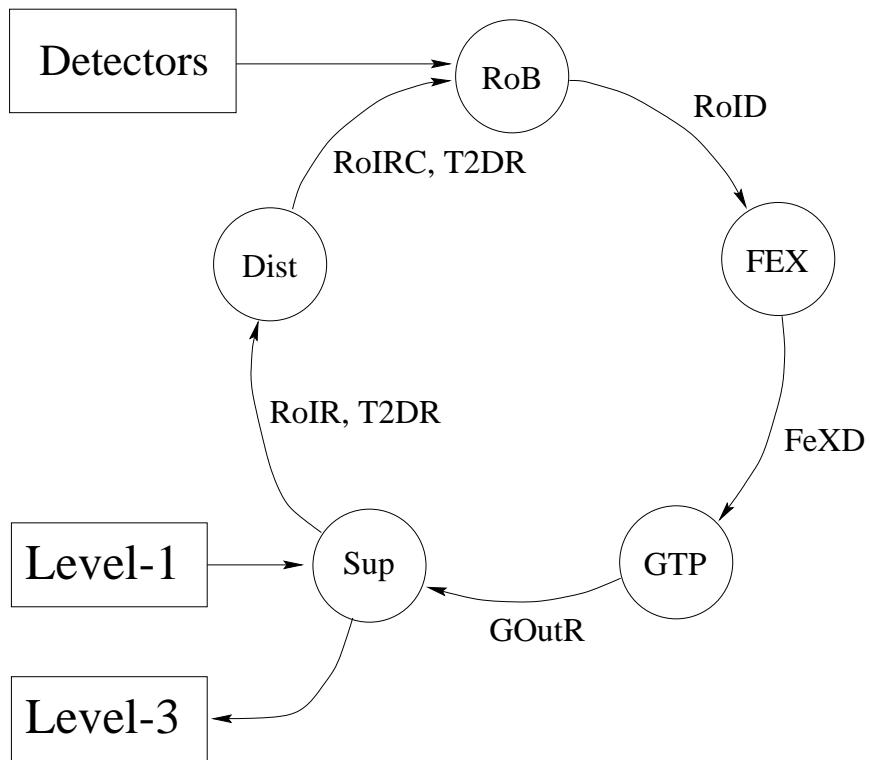 Detectors
RoB
RoID
RoIRC, T2DR
Dist
FEX
RoIR, T2DR
FeXD
Level-1
Sup
GTP
GOutR
Level-3